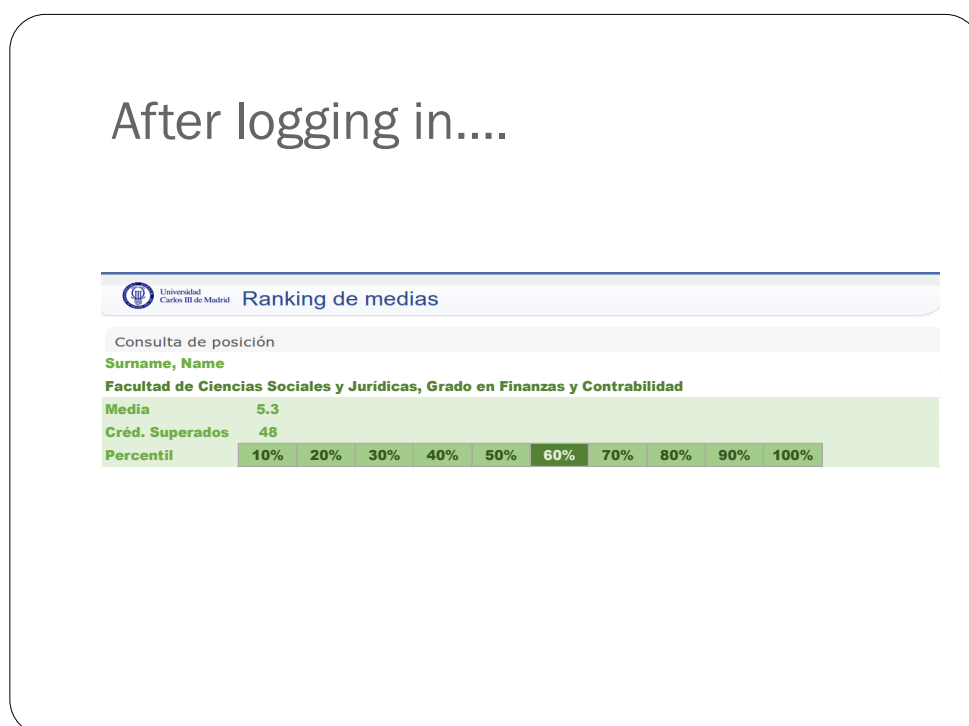 After logging in....
Universidad
Carlos III de Madrid
Ranking de medias
Consulta de posición
Surname, Name
Facultad de Ciencias Sociales y Jurídicas, Grado en Finanzas y Contrabilidad
Media 5.3
Créd. Superados 48
Percentil 10% 20% 30% 40% 50% 60% 70% 80% 90% 100%